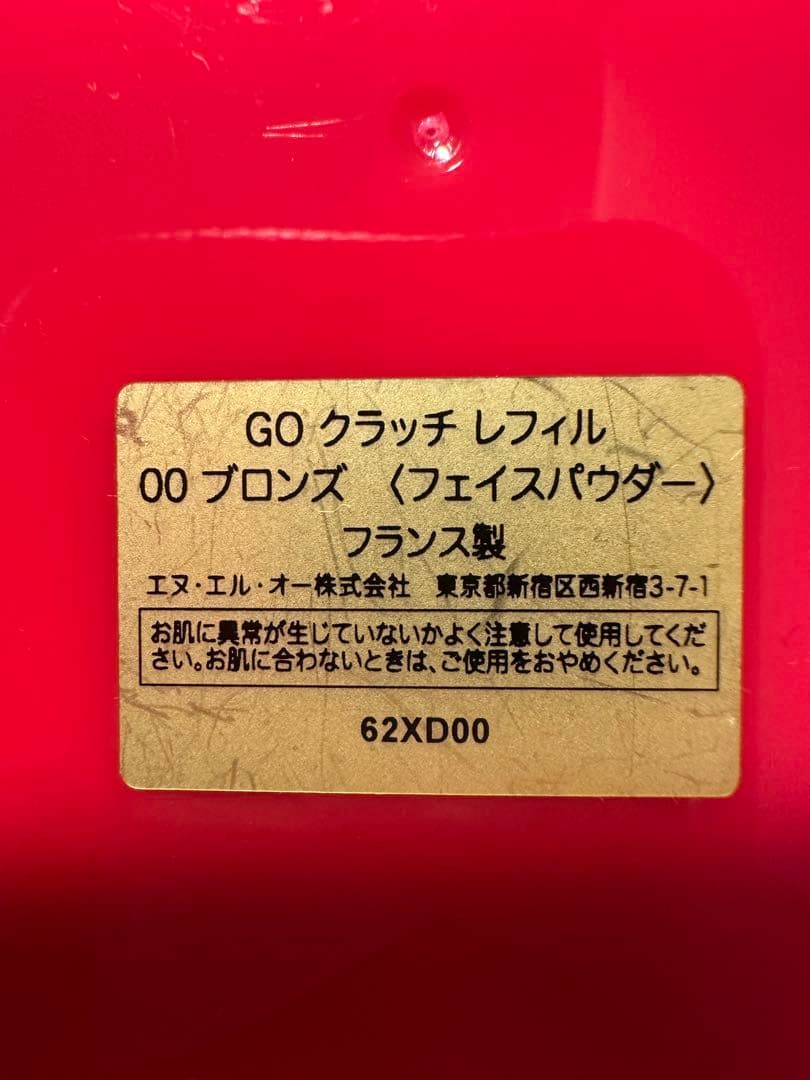 GO クラッチ レフィル
00 ブロンズ 〈フェイスパウダー〉
フランス製
エヌ・エル・オー株式会社 東京都新宿区西新宿3-7-1
お肌に異常が生じていないかよく注意して使用してくだ
さい。お肌に合わないときは、ご使用をおやめください。
62XD00